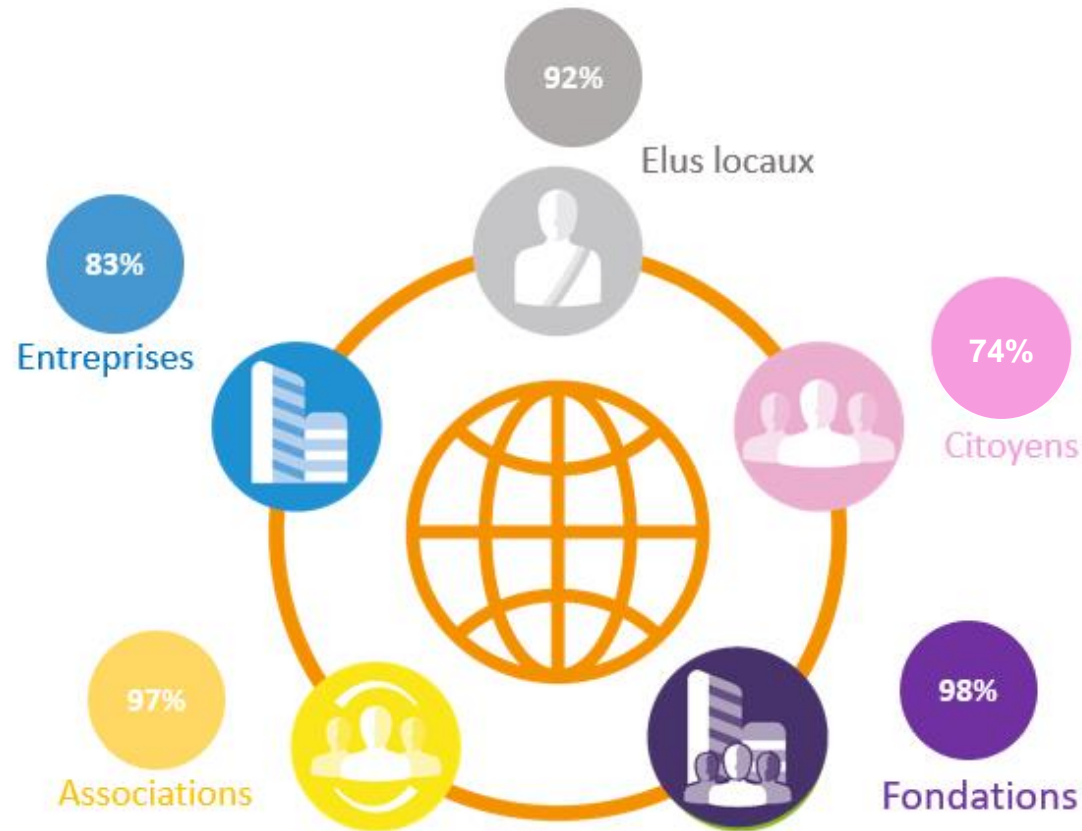 92%
Elus locaux
83%
Entreprises
74%
Citoyens
97%
Associations
98%
Fondations